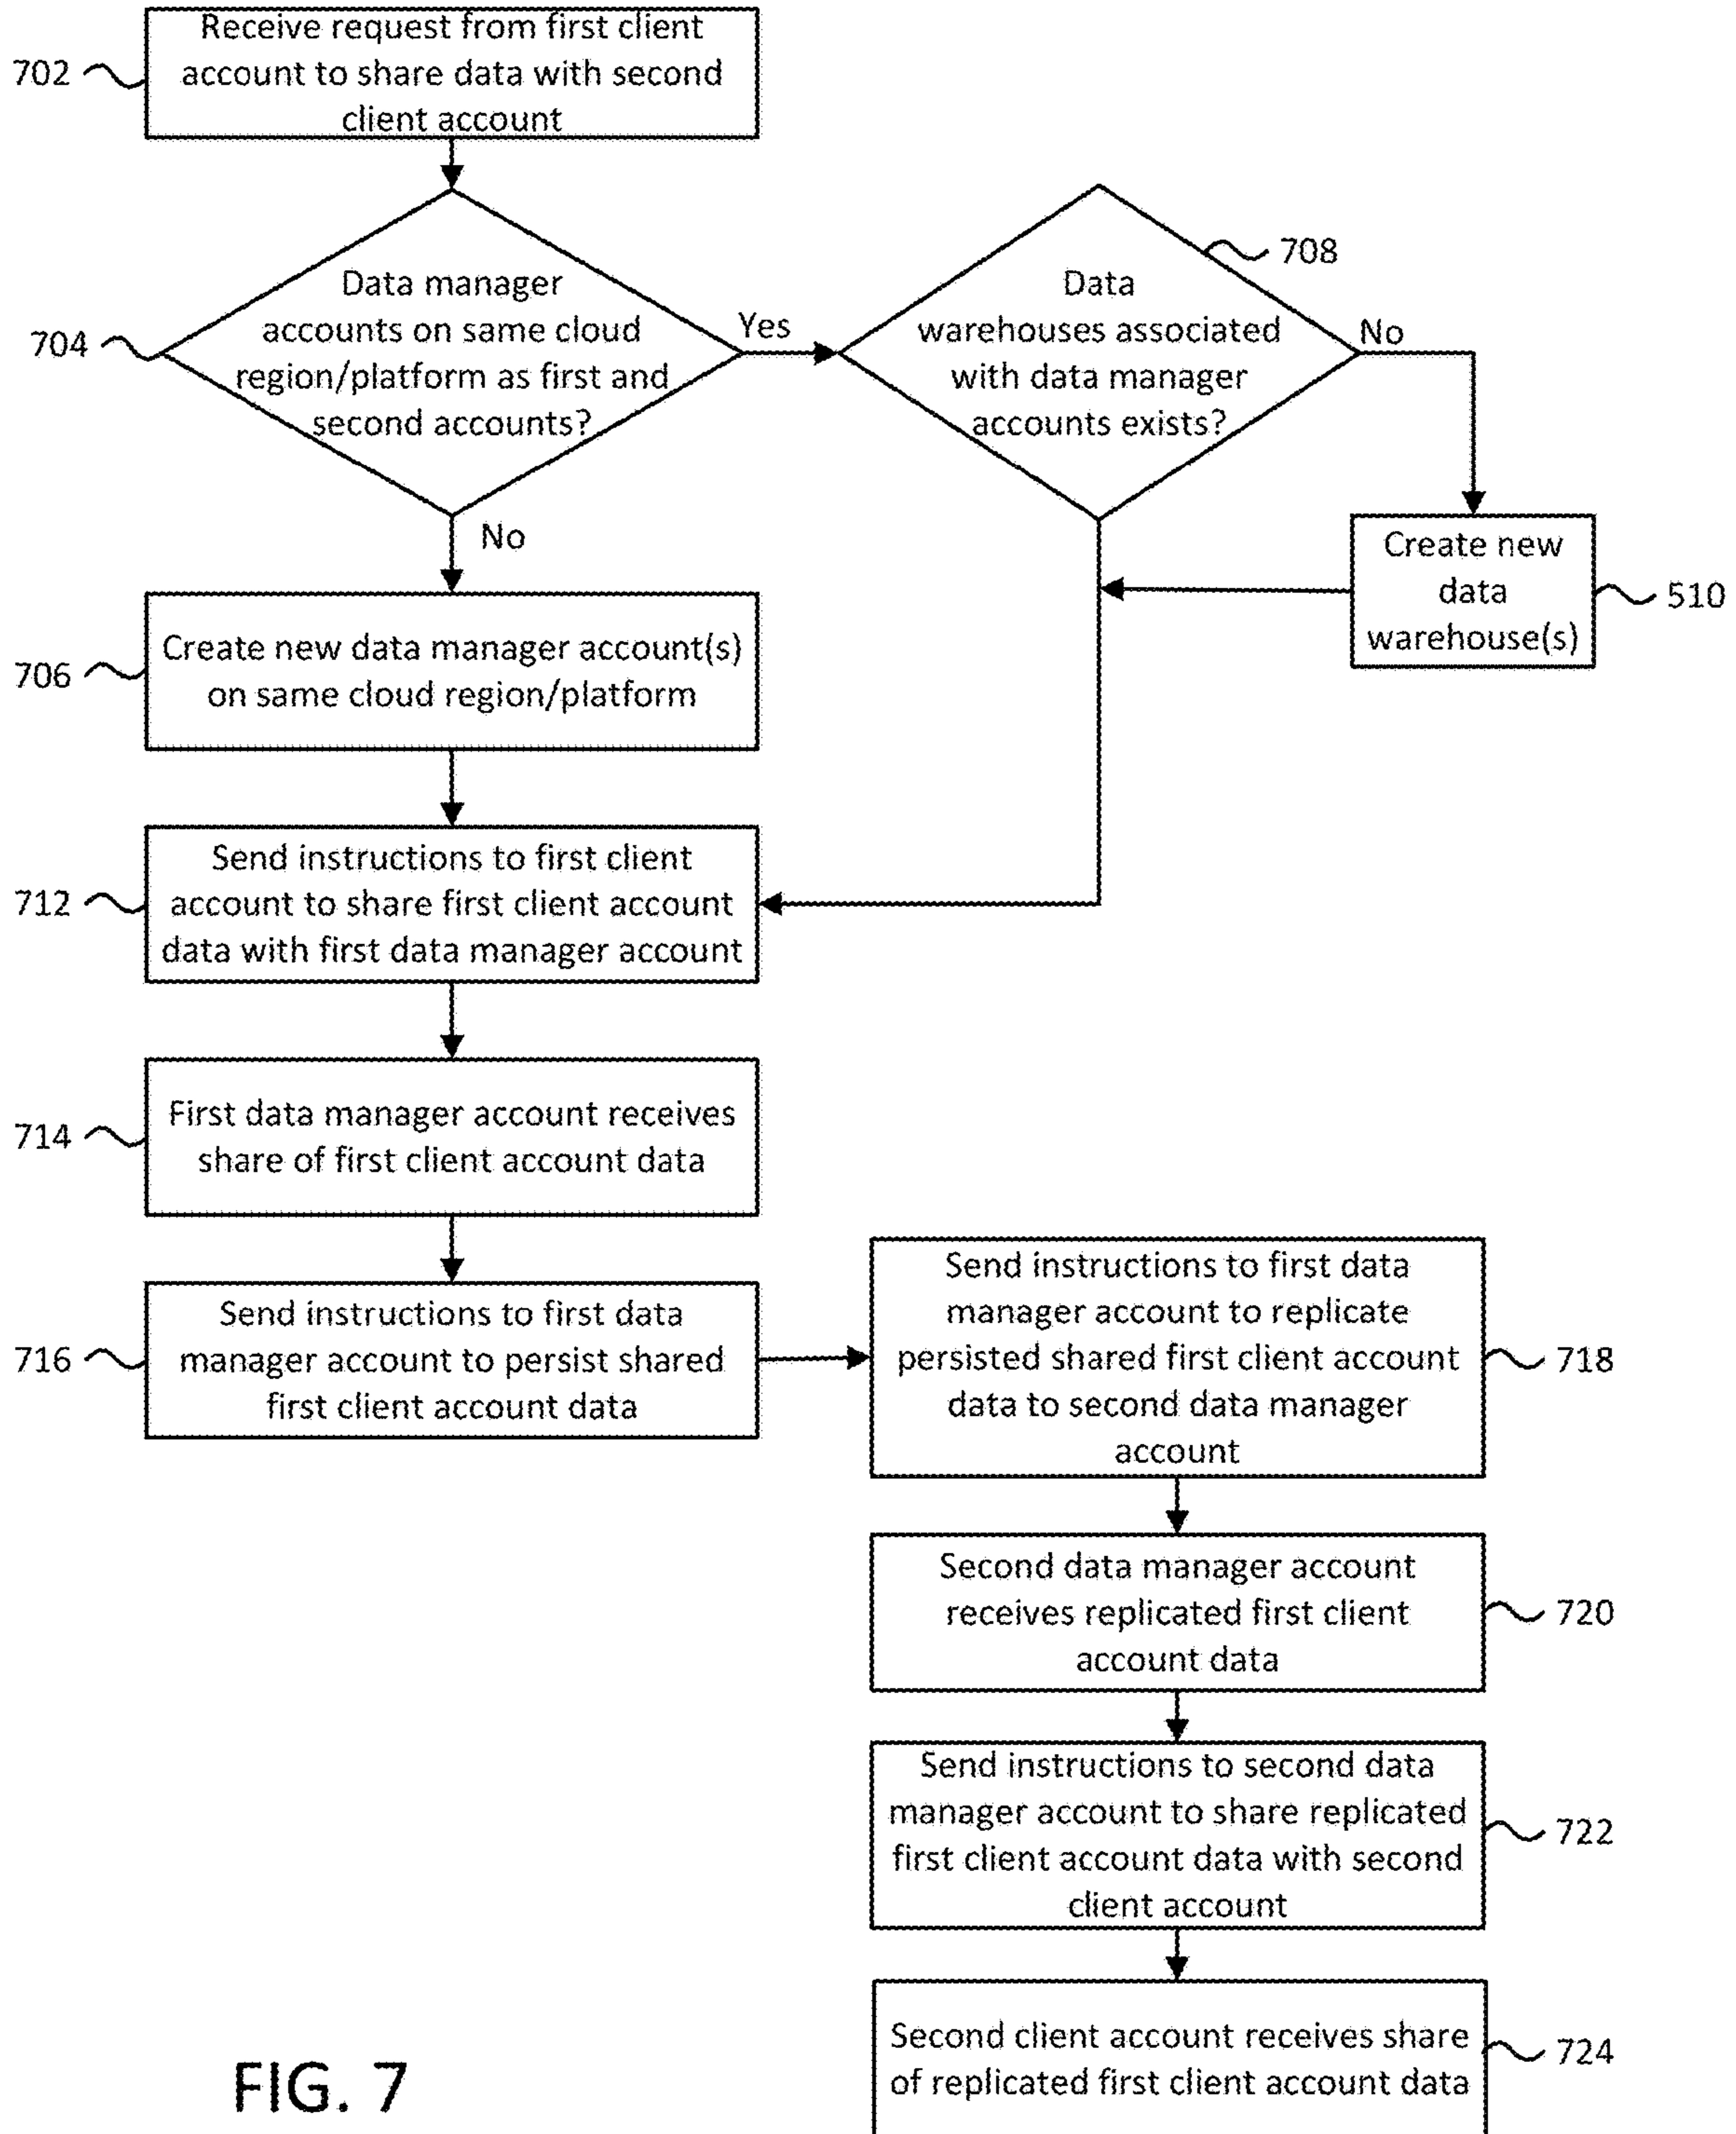 Receive request from first client
account to share data with second
client account
702
Data manager
accounts on same cloud
region/platform as first and
second accounts?
704
Yes
No
Data
warehouses associated
with data manager
accounts exists?
708
No
Create new
data
warehouse(s)
510
Create new data manager account(s)
on same cloud region/platform
706
Send instructions to first client
account to share first client account
data with first data manager account
712
First data manager account receives
share of first client account data
714
Send instructions to first data
manager account to persist shared
first client account data
716
Send instructions to first data
manager account to replicate
persisted shared first client account
data to second data manager
account
718
Second data manager account
receives replicated first client
account data
720
Send instructions to second data
manager account to share replicated
first client account data with second
client account
722
Second client account receives share
of replicated first client account data
724
FIG. 7